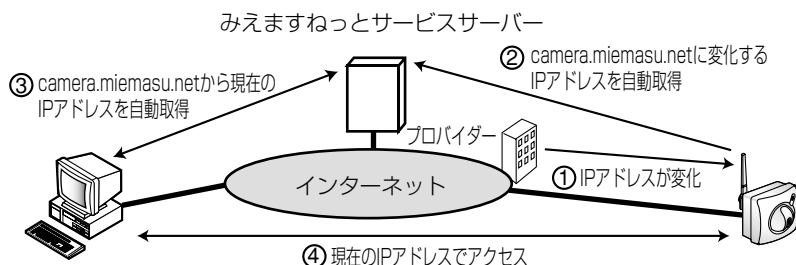 みえますねっとサービスサーバー
② camera.miemasu.netに変化する
IPアドレスを自動取得
③ camera.miemasu.netから現在の
IPアドレスを自動取得
プロバイダー
① IPアドレスが変化
インターネット
④ 現在のIPアドレスでアクセス